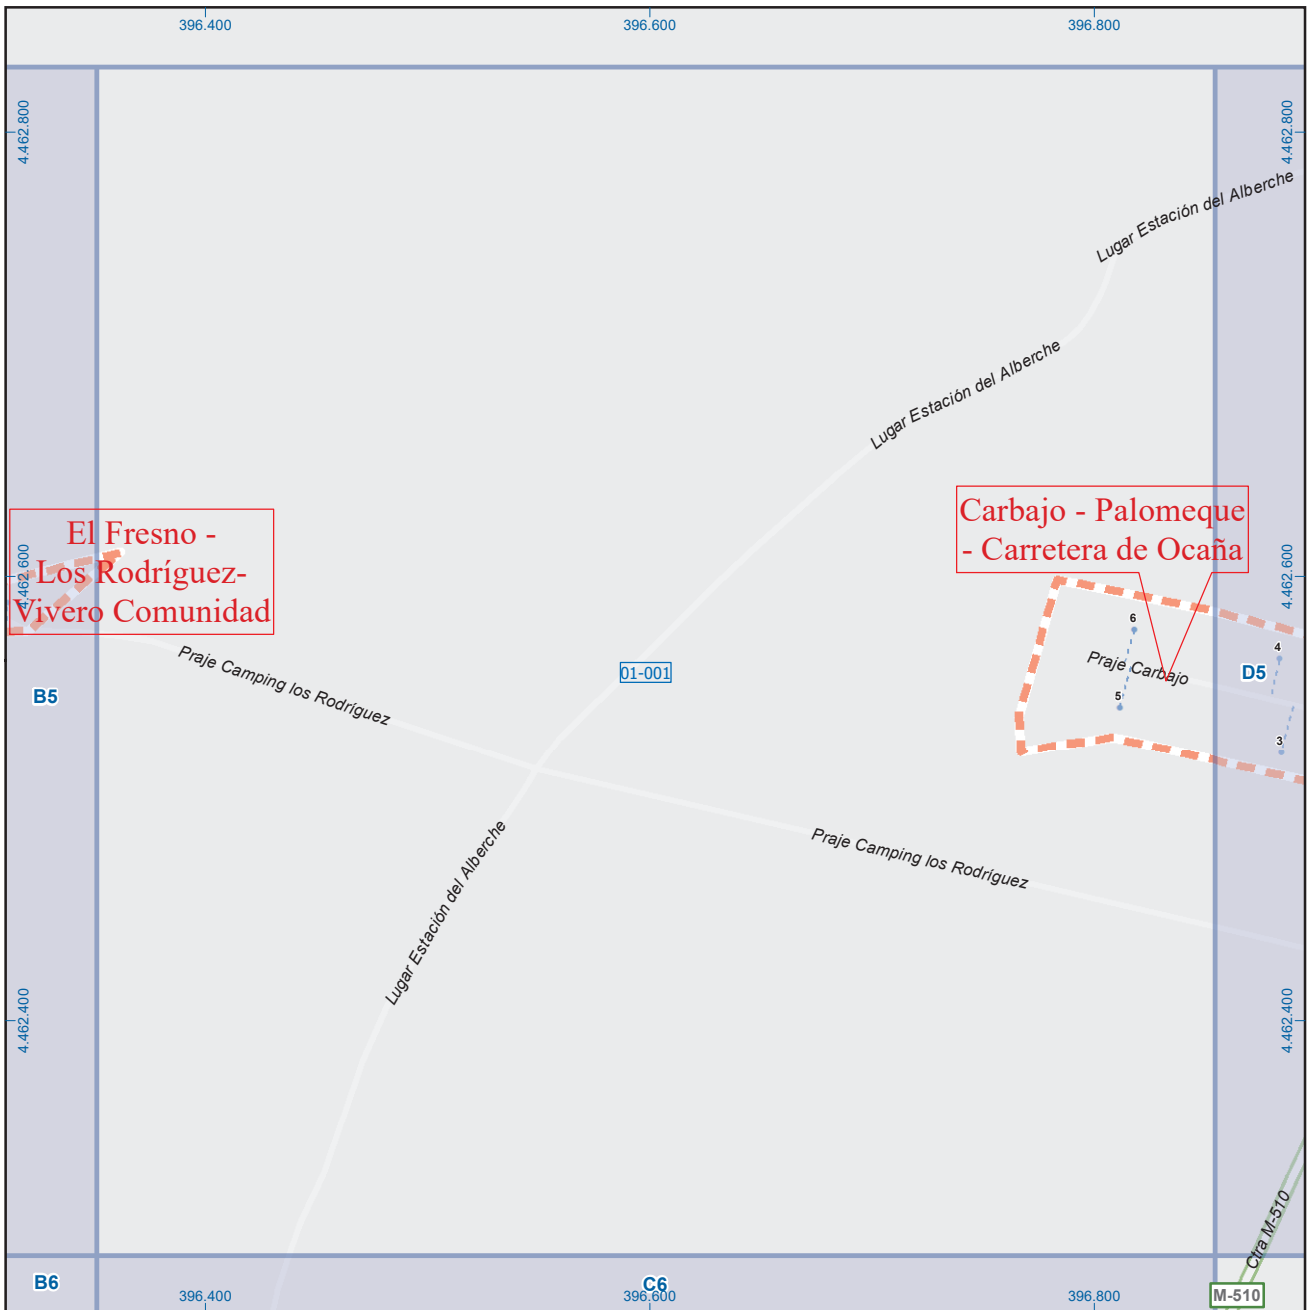 396.400
396.600
396.800
4.462.800
4.462.800
Lugar Estación del Alberche
Lugar Estación del Alberche
Carbajo - Palomeque
- Carretera de Ocaña
El Fresno -
Los Rodríguez-
Vivero Comunidad
4.462.600
4.462.600
6
4
Praje Carbajo
D5
5
3
Praje Camping los Rodríguez
01-001
B5
Praje Camping los Rodríguez
Lugar Estación del Alberche
4.462.400
4.462.400
Ctra M-510
B6
C6
M-510
396.400
396.600
396.800